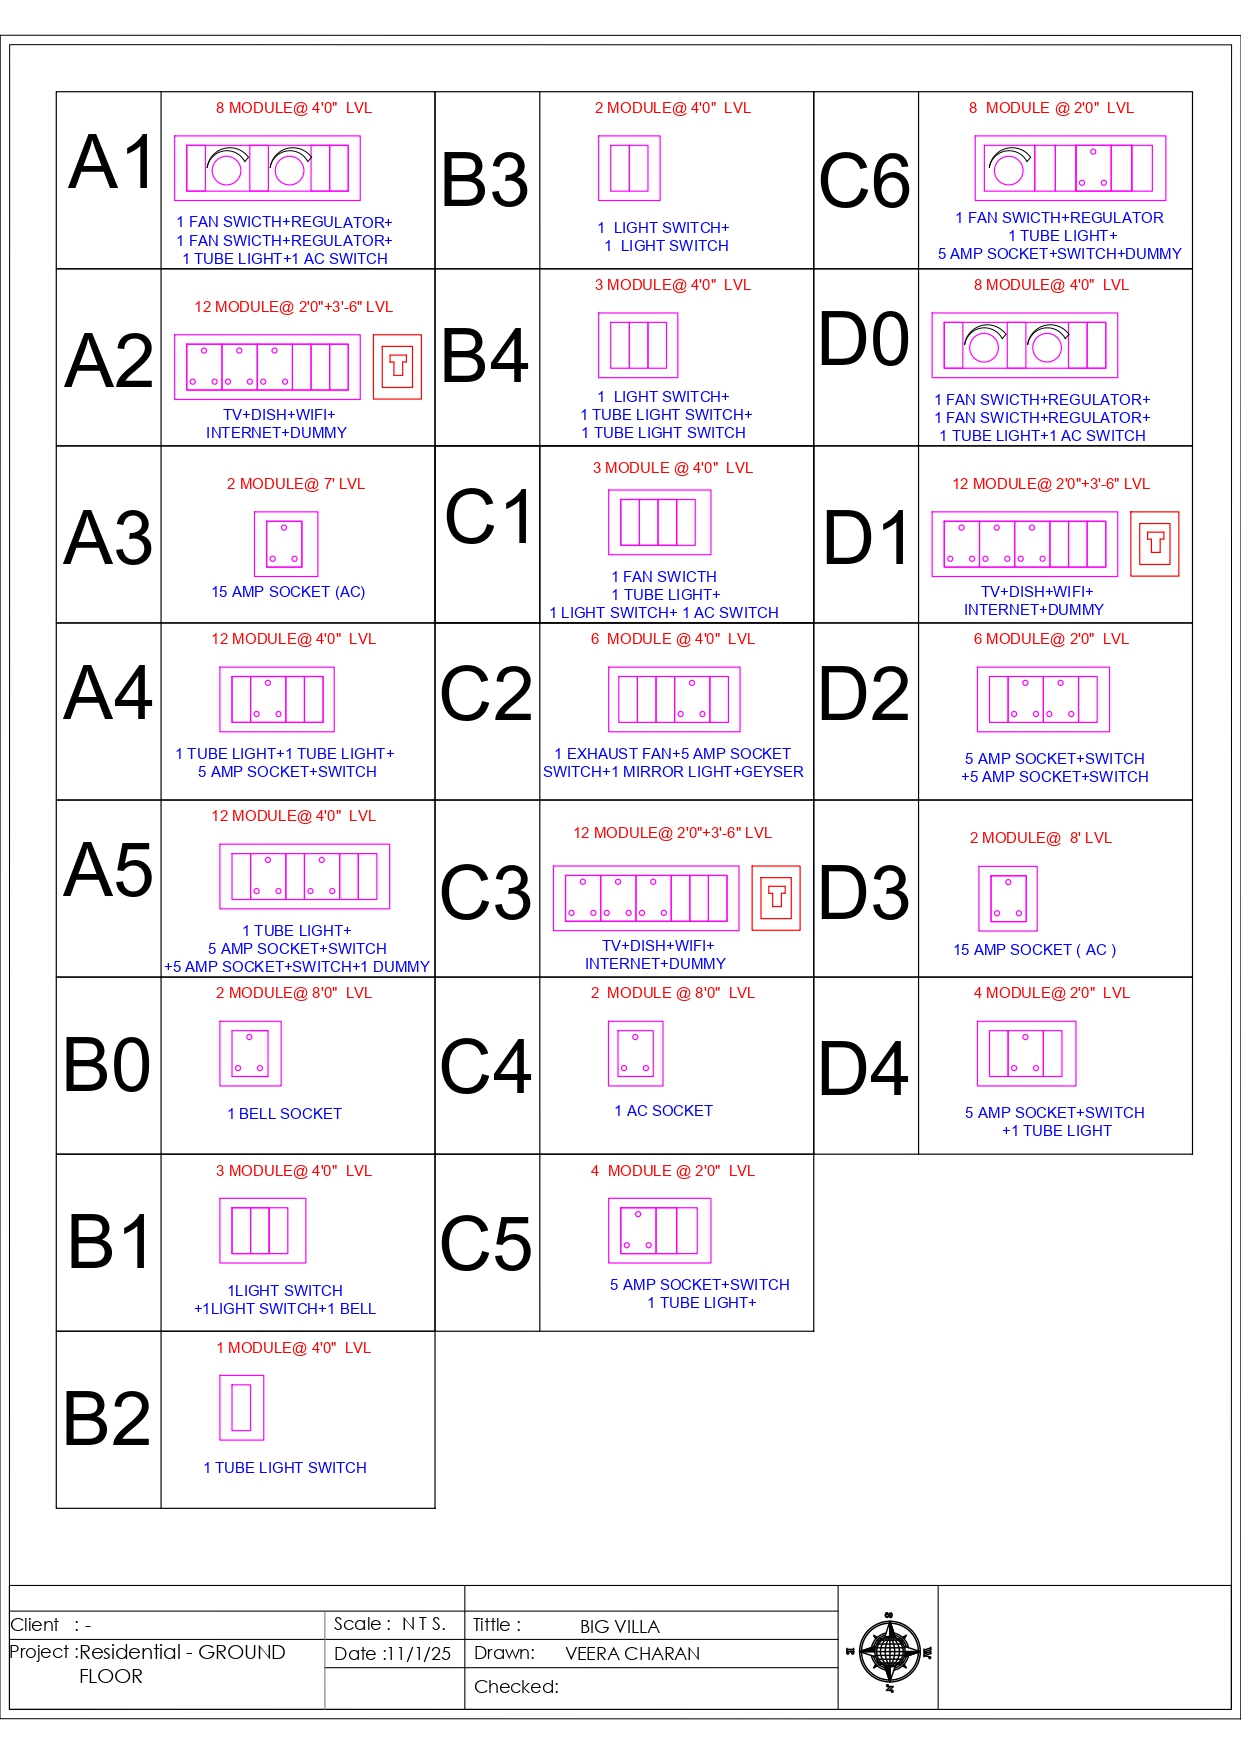 A1
8 MODULE@ 4'0" LVL
1 FAN SWICTH+REGULATOR+
1 FAN SWICTH+REGULATOR+
1 TUBE LIGHT+1 AC SWITCH
B3
2 MODULE@ 4'0" LVL
1 LIGHT SWITCH+
1 LIGHT SWITCH
C6
8 MODULE @ 2'0" LVL
1 FAN SWICTH+REGULATOR
1 TUBE LIGHT+
5 AMP SOCKET+SWITCH+DUMMY
A2
12 MODULE@ 2'0"+3'-6" LVL
T
TV+DISH+WIFI+
INTERNET+DUMMY
B4
3 MODULE@ 4'0" LVL
1 LIGHT SWITCH+
1 TUBE LIGHT SWITCH+
1 TUBE LIGHT SWITCH
D0
8 MODULE@ 4'0" LVL
1 FAN SWICTH+REGULATOR+
1 FAN SWICTH+REGULATOR+
1 TUBE LIGHT+1 AC SWITCH
A3
2 MODULE@ 7' LVL
15 AMP SOCKET (AC)
C1
3 MODULE @ 4'0" LVL
1 FAN SWICTH
1 TUBE LIGHT+
1 LIGHT SWITCH+ 1 AC SWITCH
D1
12 MODULE@ 2'0"+3'-6" LVL
T
TV+DISH+WIFI+
INTERNET+DUMMY
A4
12 MODULE@ 4'0" LVL
1 TUBE LIGHT+1 TUBE LIGHT+
5 AMP SOCKET+SWITCH
C2
6 MODULE @ 4'0" LVL
1 EXHAUST FAN+5 AMP SOCKET
SWITCH+1 MIRROR LIGHT+GEYSER
D2
6 MODULE@ 2'0" LVL
5 AMP SOCKET+SWITCH
+5 AMP SOCKET+SWITCH
A5
12 MODULE@ 4'0" LVL
1 TUBE LIGHT+
5 AMP SOCKET+SWITCH
+5 AMP SOCKET+SWITCH+1 DUMMY
C3
12 MODULE@ 2'0"+3'-6" LVL
T
TV+DISH+WIFI+
INTERNET+DUMMY
D3
2 MODULE@ 8' LVL
15 AMP SOCKET ( AC )
B0
2 MODULE@ 8'0" LVL
1 BELL SOCKET
C4
2 MODULE @ 8'0" LVL
1 AC SOCKET
D4
4 MODULE@ 2'0" LVL
5 AMP SOCKET+SWITCH
+1 TUBE LIGHT
B1
3 MODULE@ 4'0" LVL
1LIGHT SWITCH
+1LIGHT SWITCH+1 BELL
C5
4 MODULE @ 2'0" LVL
5 AMP SOCKET+SWITCH
1 TUBE LIGHT+
B2
1 MODULE@ 4'0" LVL
1 TUBE LIGHT SWITCH
Client : -
Project :Residential - GROUND
FLOOR
Scale : N T S.
Date :11/1/25
Tittle : BIG VILLA
Drawn: VEERA CHARAN
Checked:
S
E
W
N